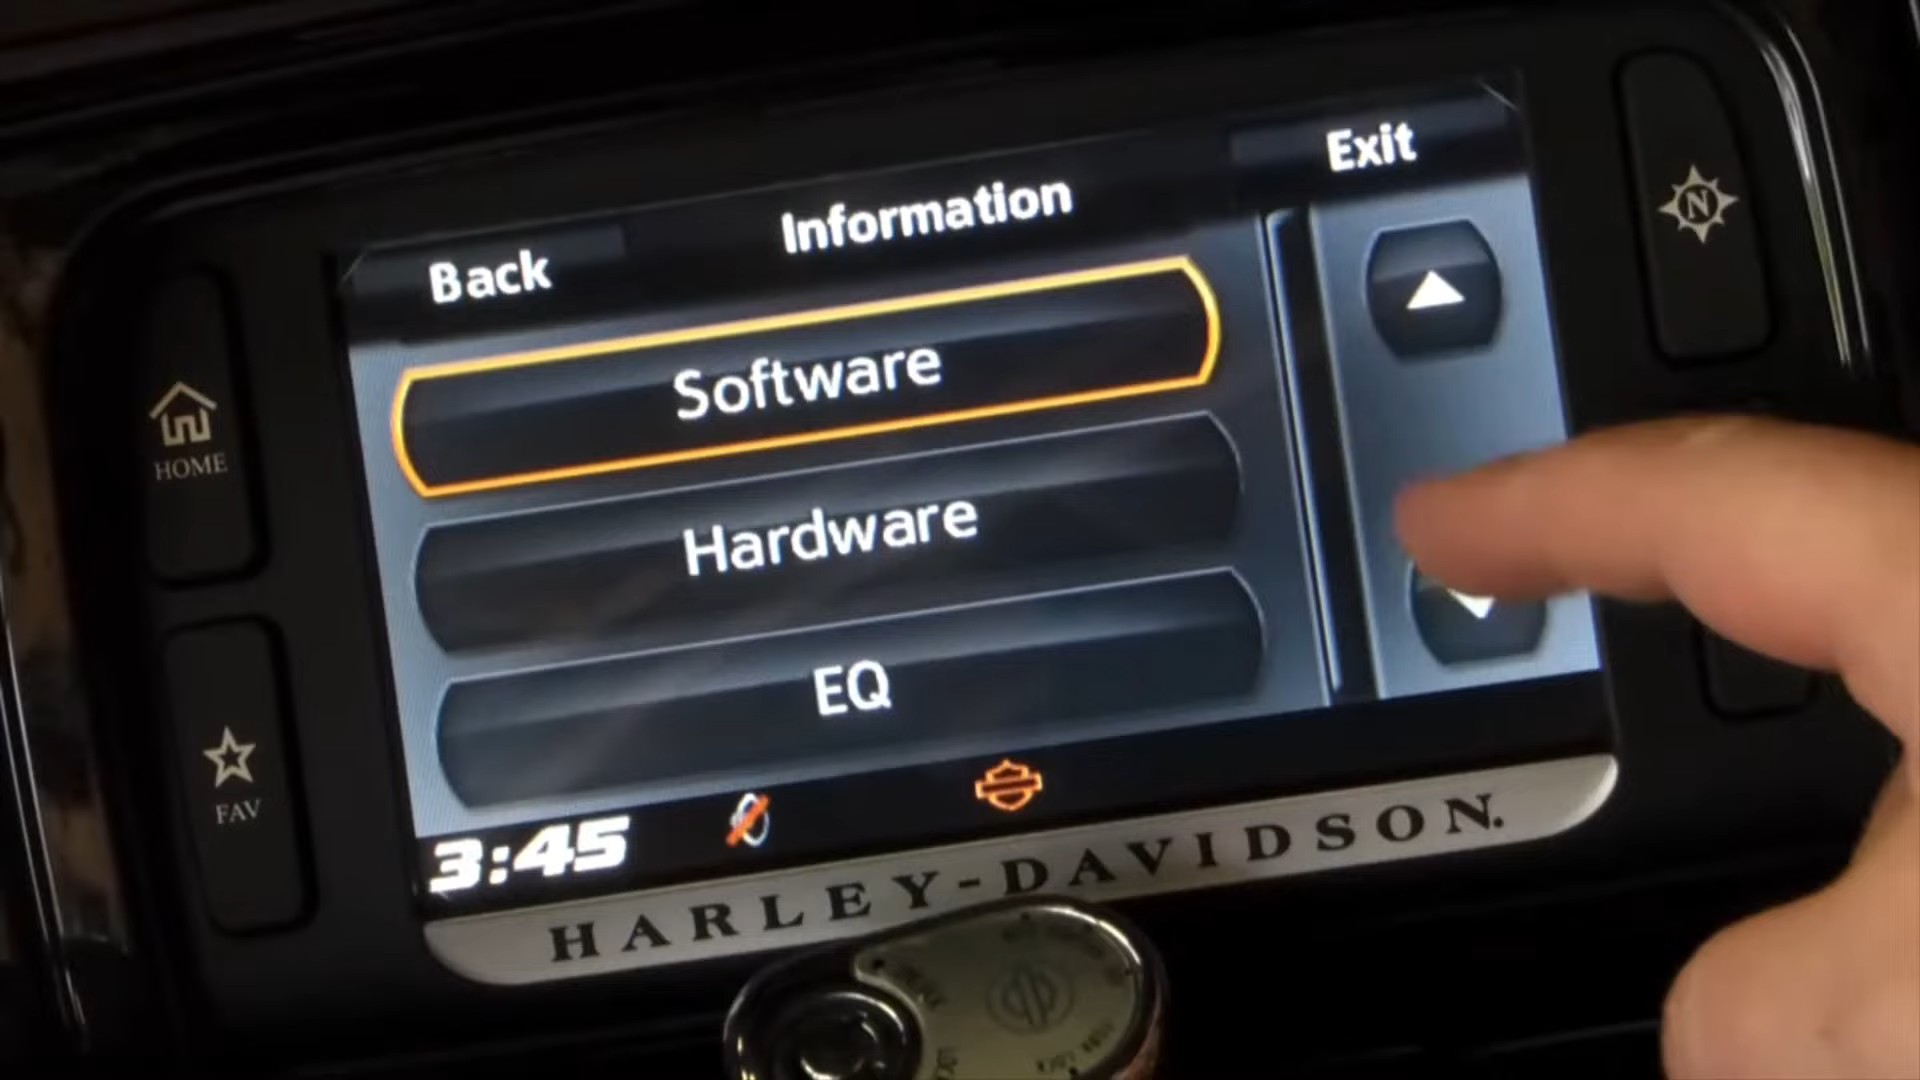 Exit
Information
Back
Software
Hardware
EQ
HOME
FAV
N
3:45
HARLEY-DAVIDSON.